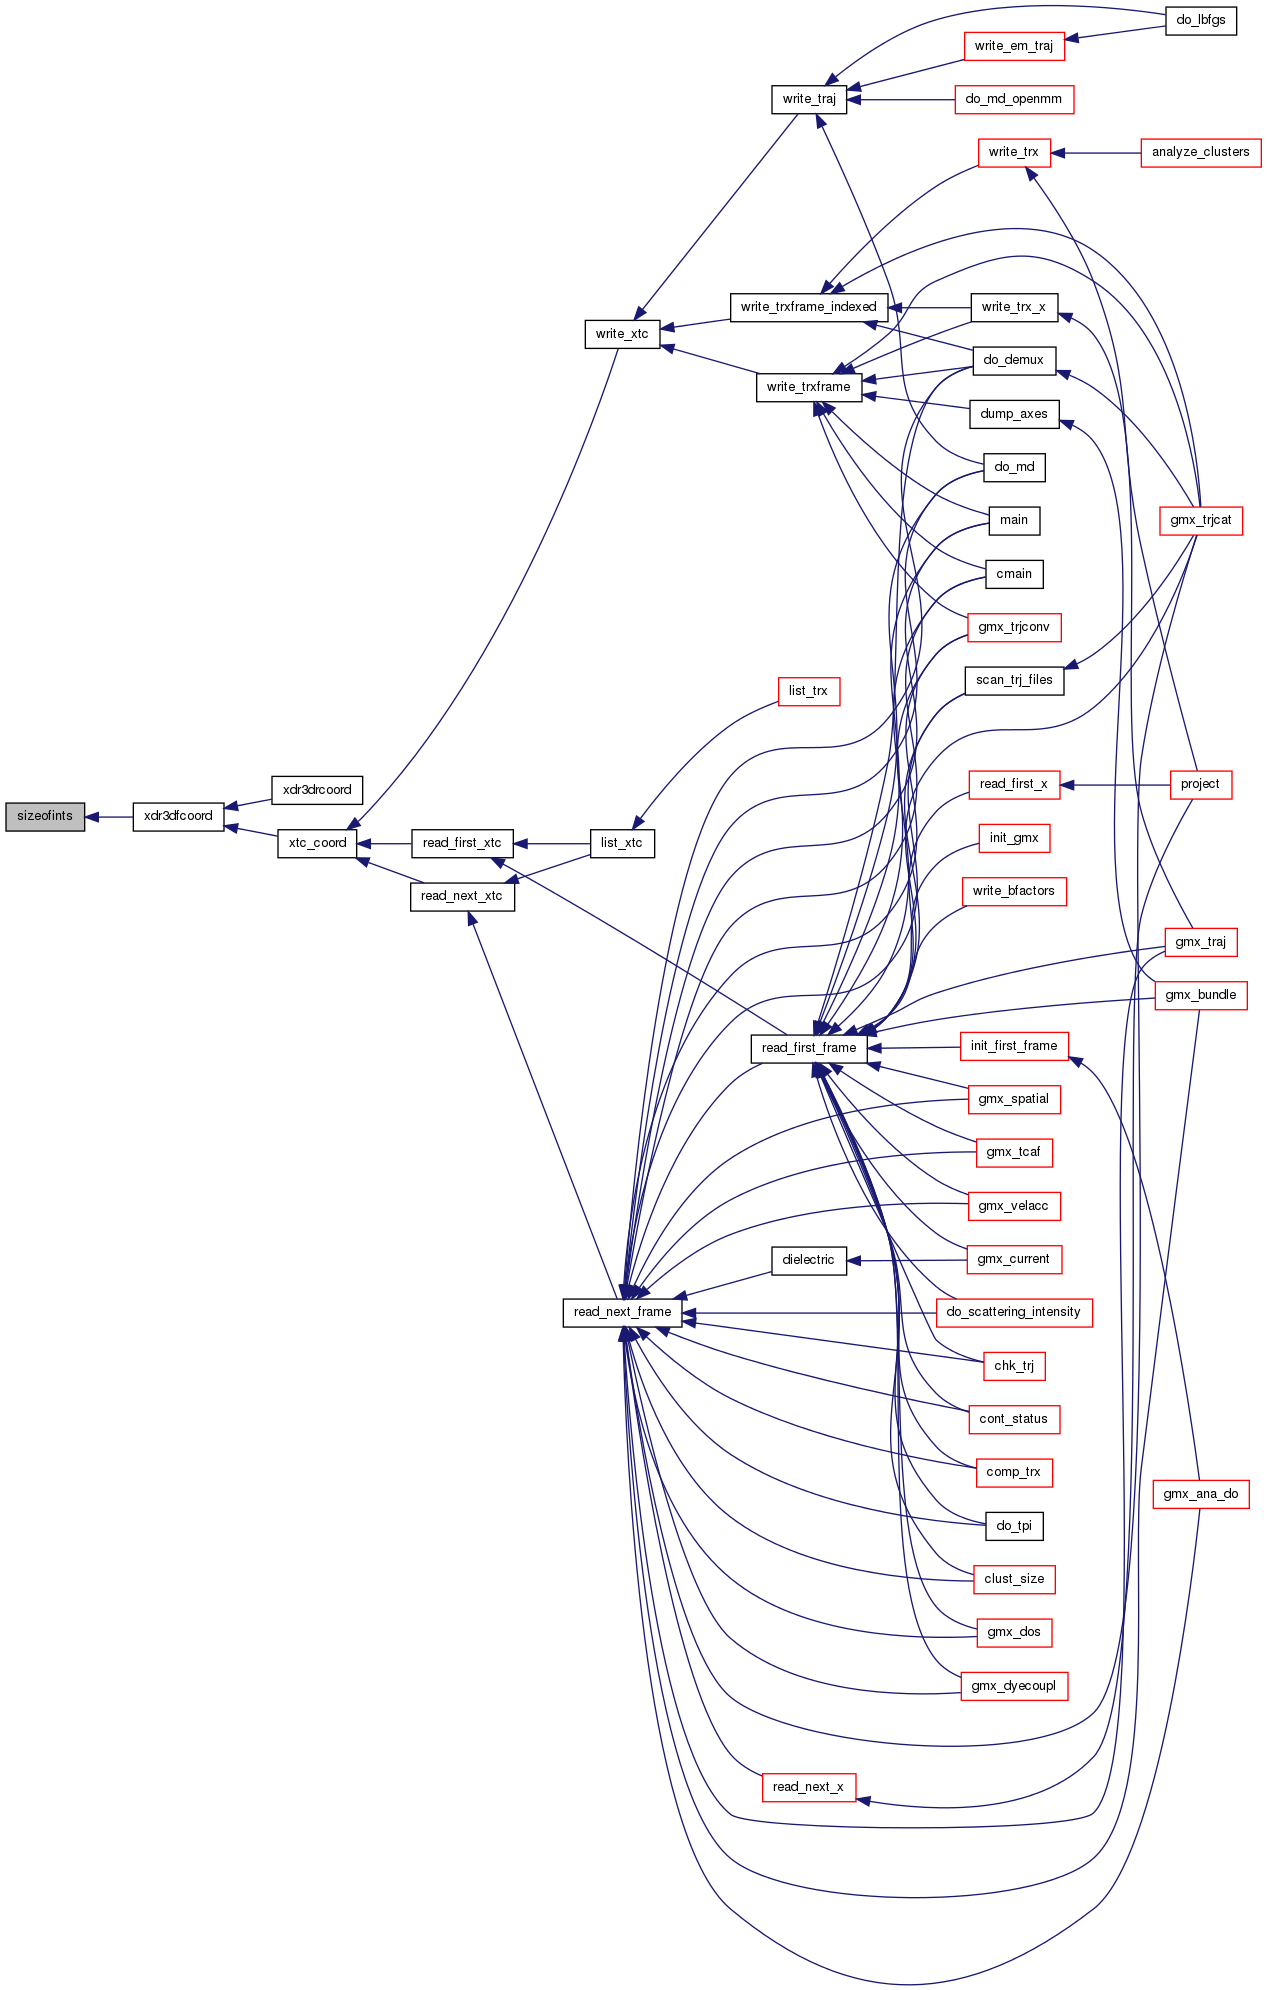 do_lbfgs
write_em_traj
write_traj
do_md_openmm
write_trx
analyze_clusters
write_trxframe_indexed
write_trx_x
write_xtc
do_demux
write_trxframe
dump_axes
do_md
main
gmx_trjcat
cmain
gmx_trjconv
scan_trj_files
list_trx
read_first_x
project
xdr3drcoord
sizeofints
xdr3dfcoord
init_gmx
xtc_coord
read_first_xtc
list_xtc
write_bfactors
read_next_xtc
gmx_traj
gmx_bundle
read_first_frame
init_first_frame
gmx_spatial
gmx_tcaf
gmx_velacc
dielectric
gmx_current
read_next_frame
do_scattering_intensity
chk_trj
cont_status
comp_trx
gmx_ana_do
do_tpi
clust_size
gmx_dos
gmx_dyecoupl
read_next_x